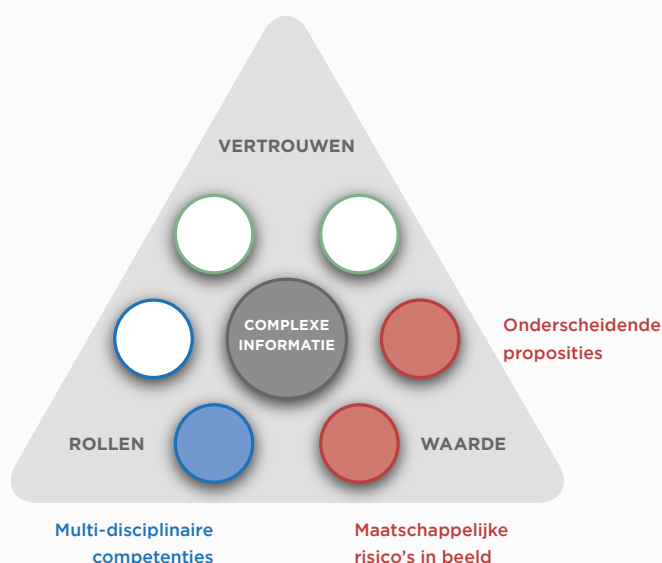 VERTROUWEN
COMPLEXE
INFORMATIE
Onderscheidende
proposities
ROLLEN
WAARDE
Multi-disciplinaire
competenties
Maatschappelijke
risico's in beeld